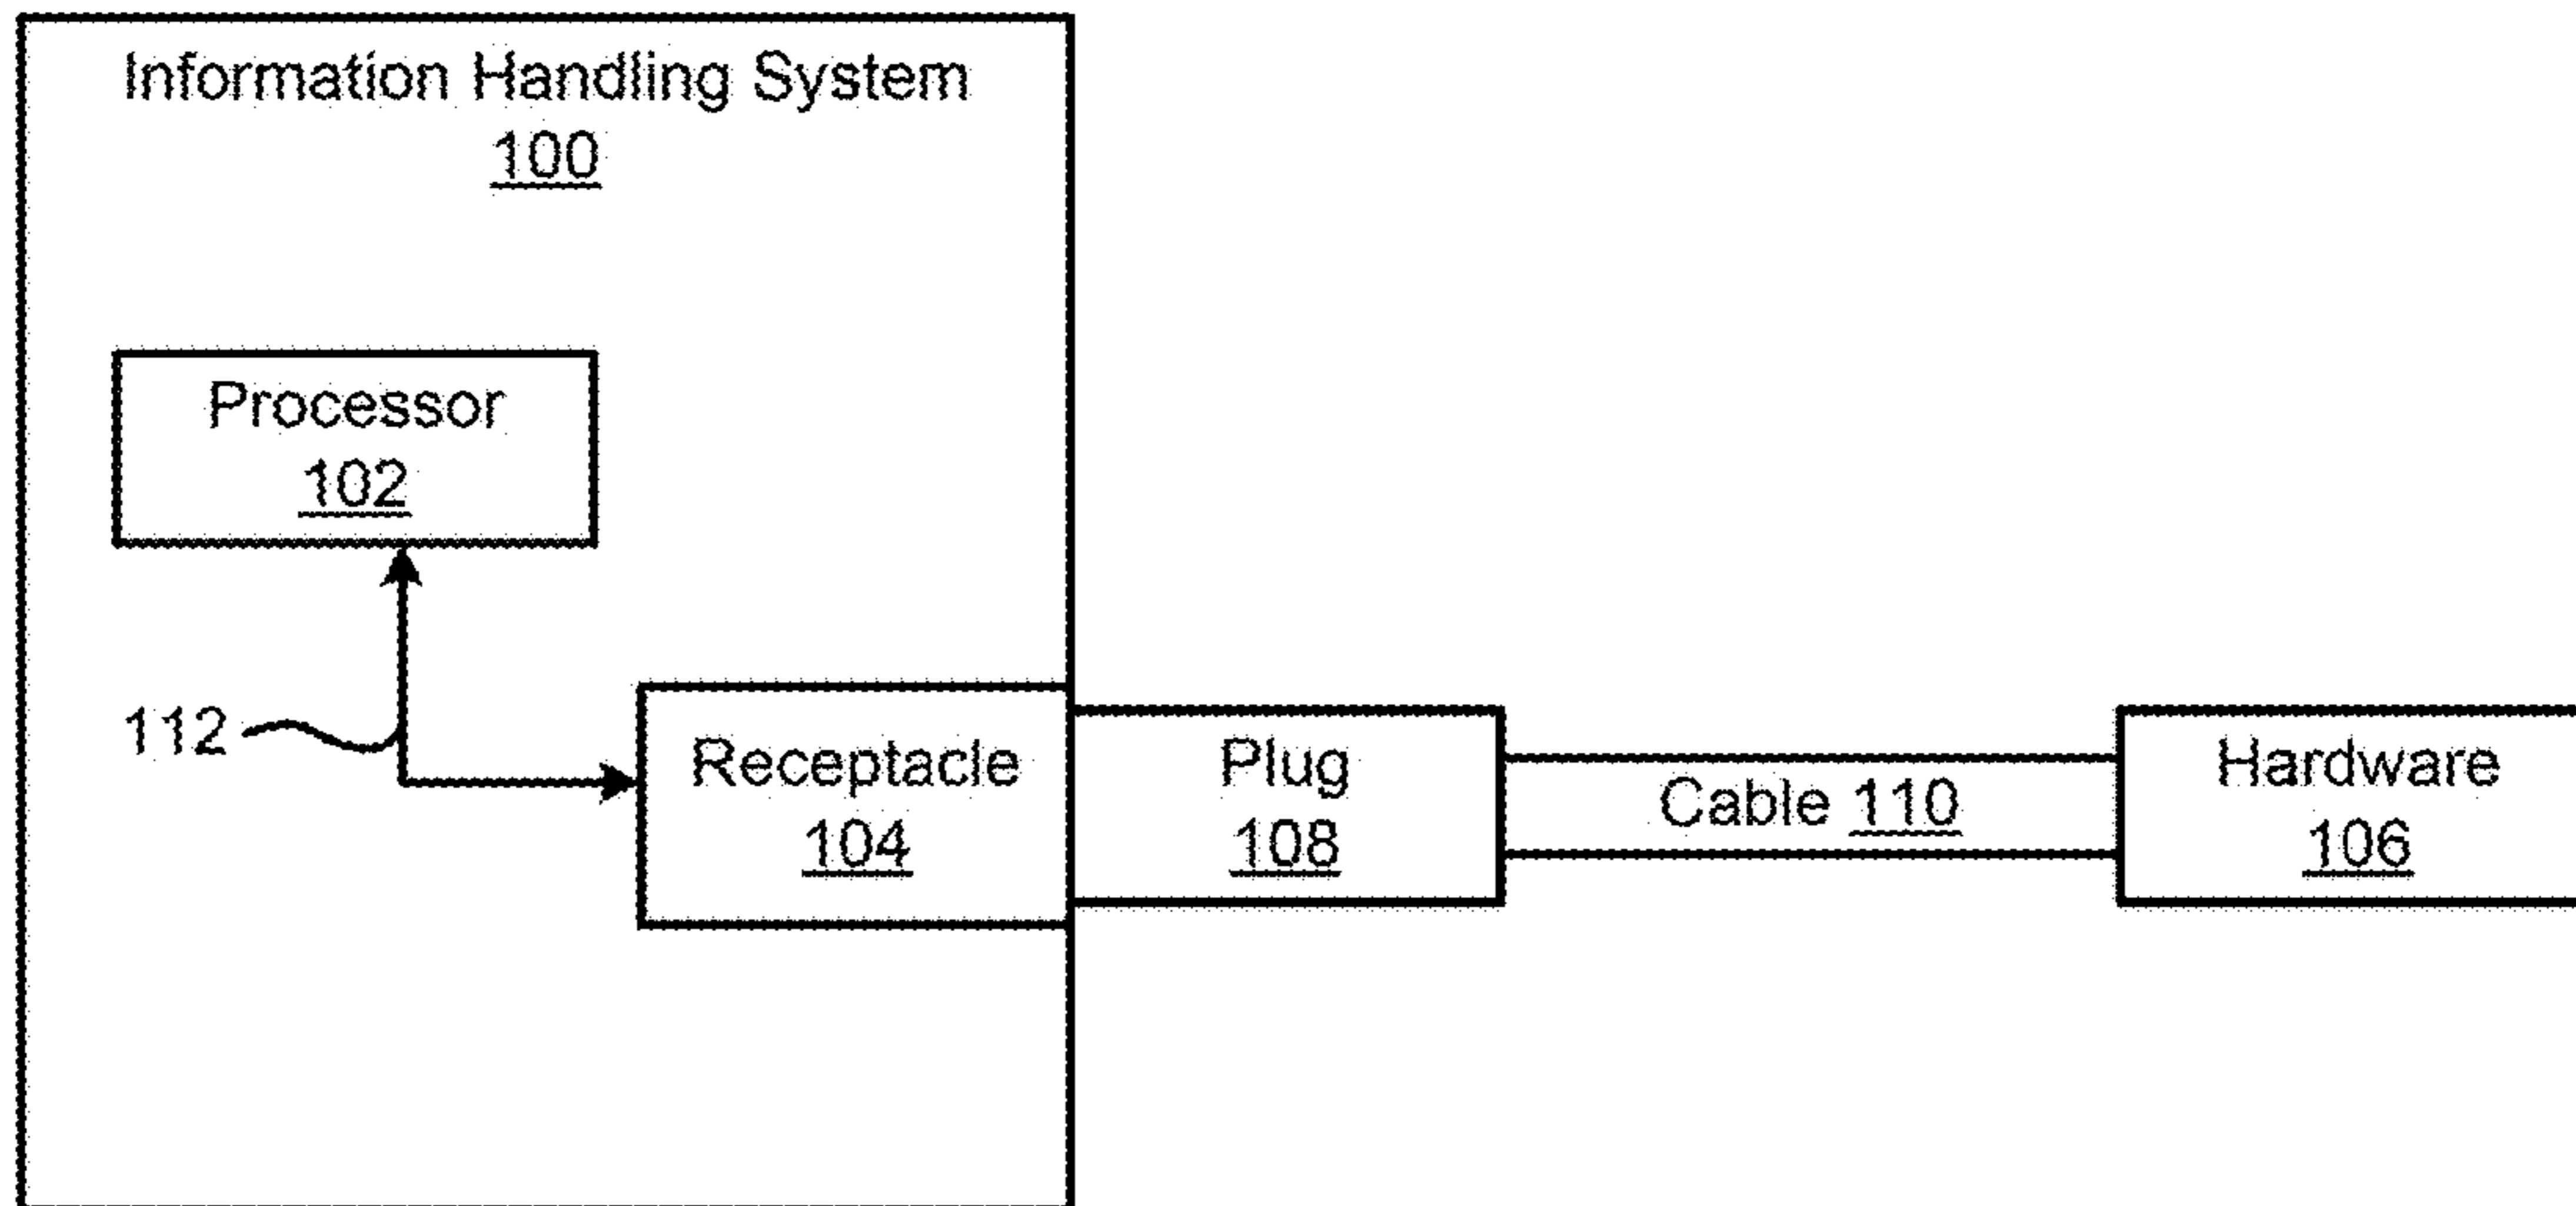 Information Handling System
100
Processor
102
112
Receptacle
104
Plug
108
Cable 110
Hardware
106